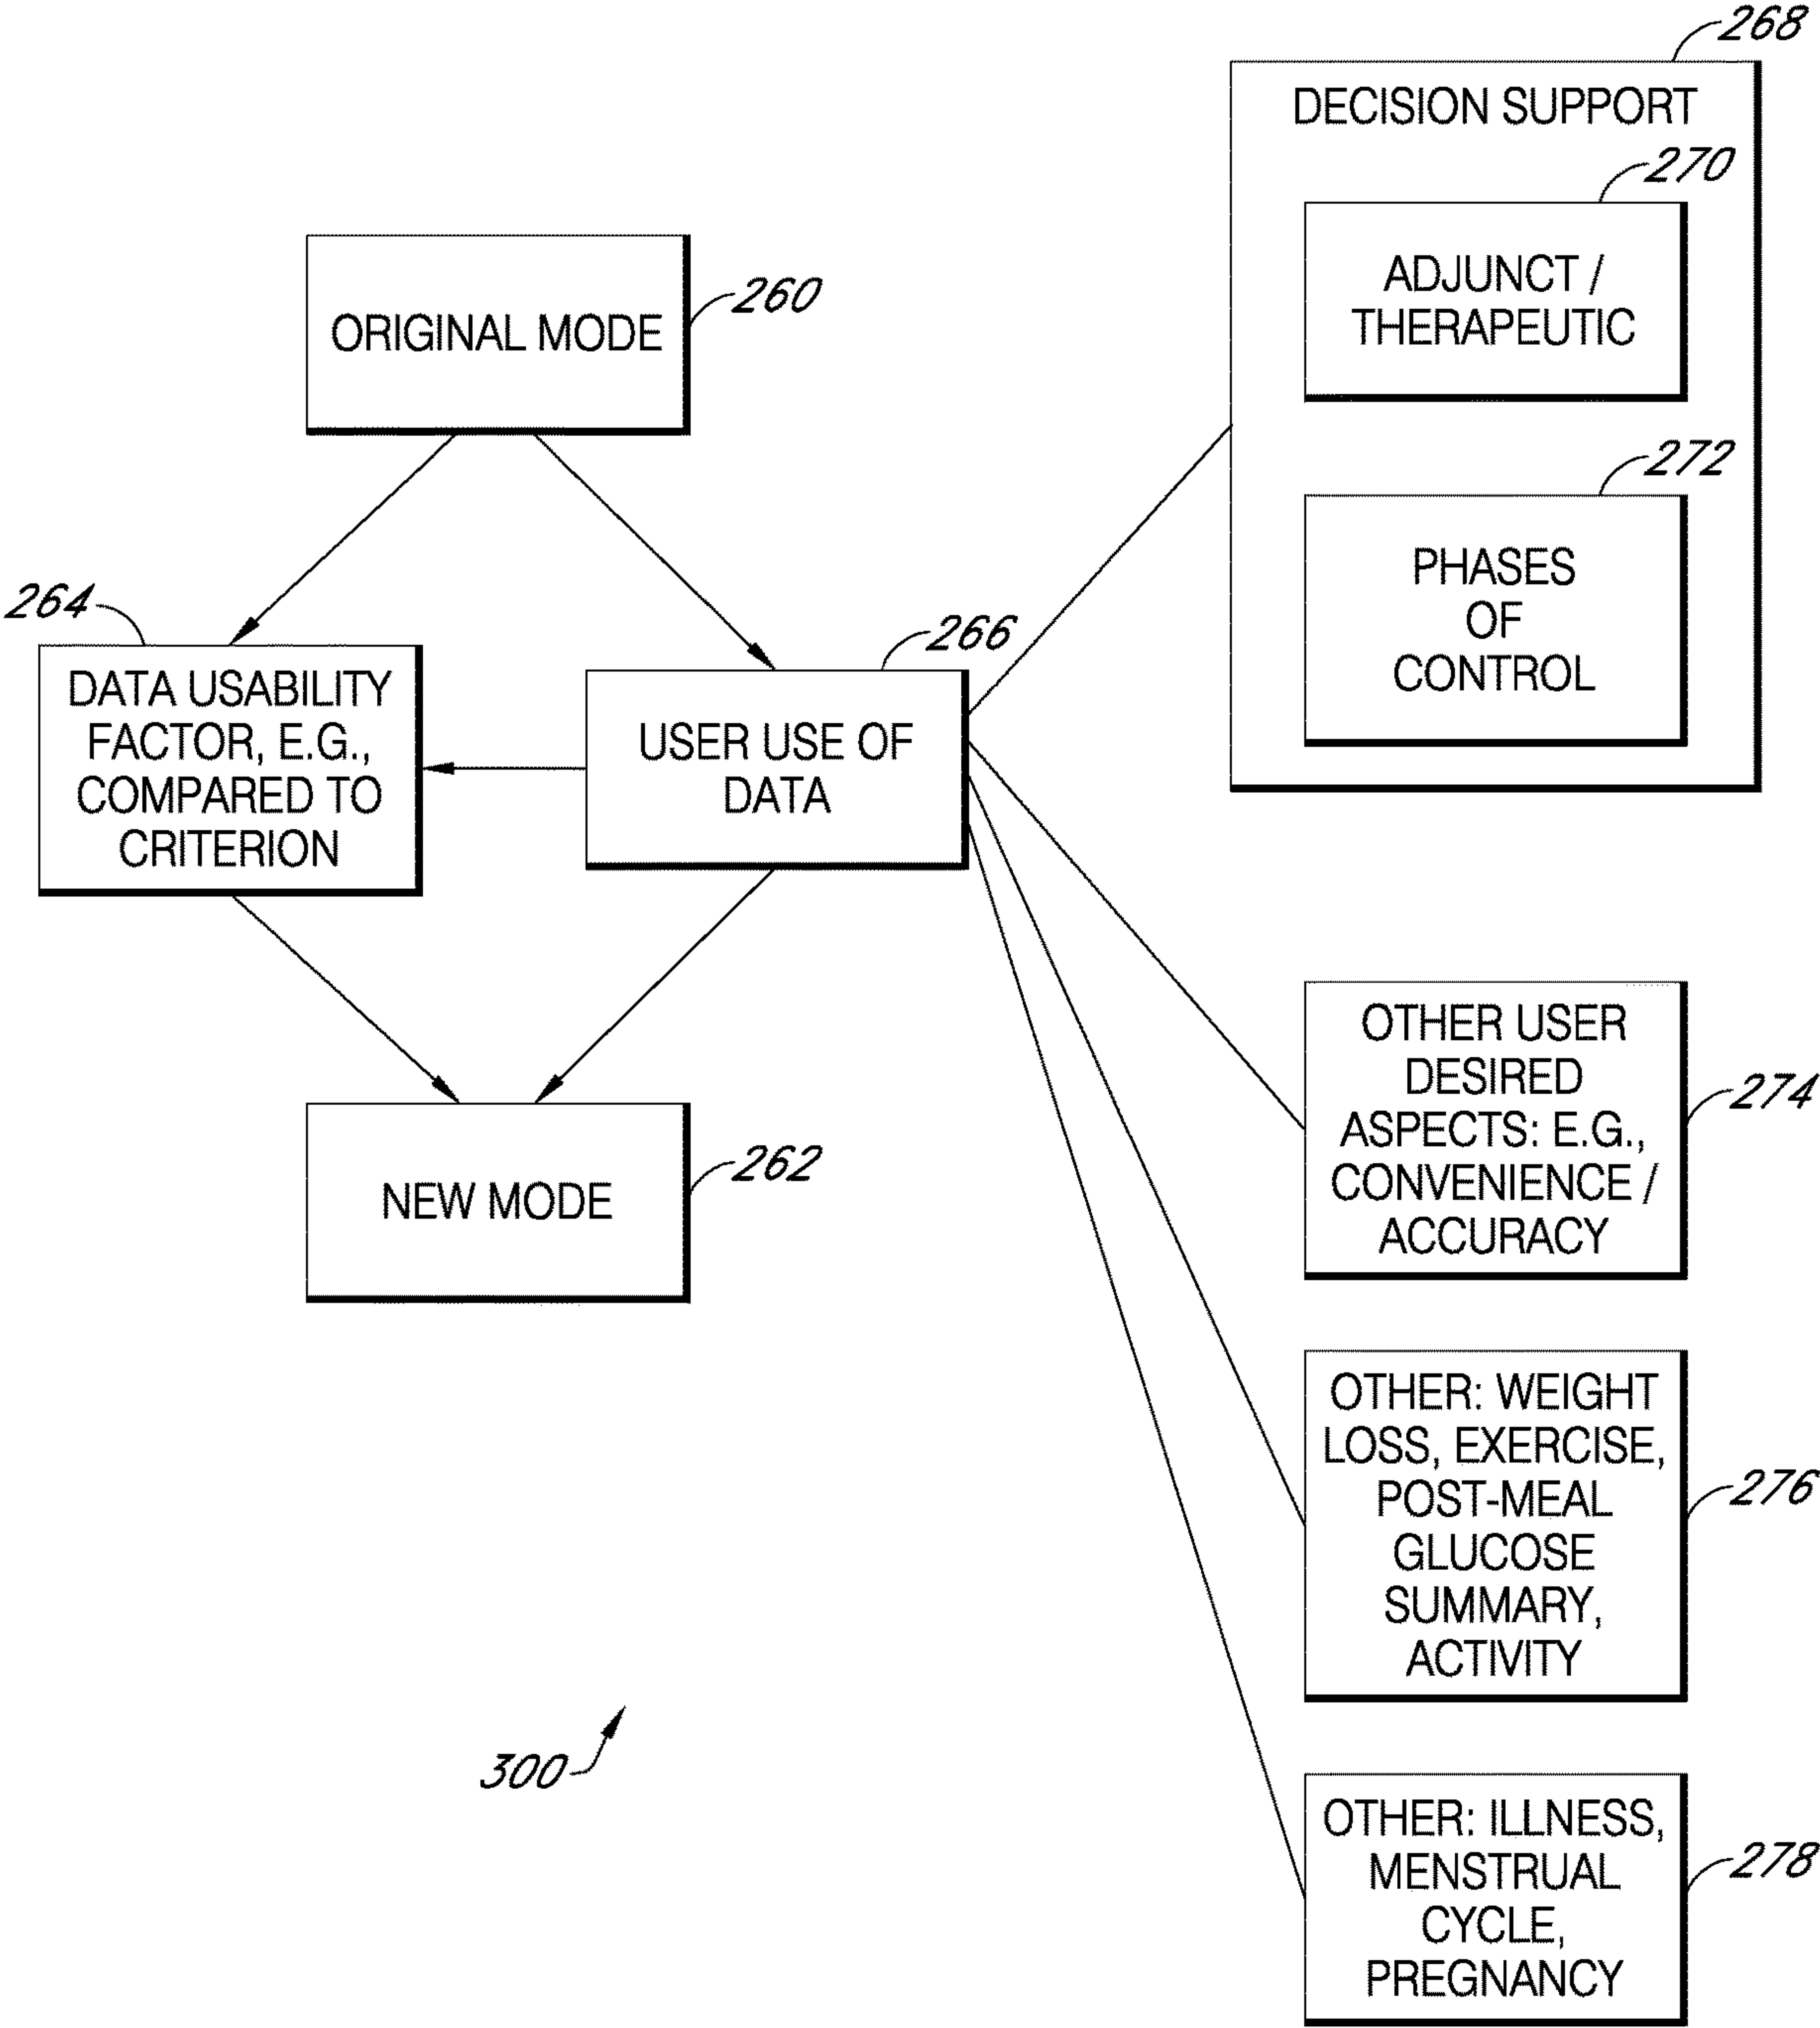 268
DECISION SUPPORT
270
ADJUNCT /
THERAPEUTIC
272
PHASES
OF
CONTROL
260
ORIGINAL MODE
264
DATA USABILITY
FACTOR, E.G.,
COMPARED TO
CRITERION
266
USER USE OF
DATA
262
NEW MODE
274
OTHER USER
DESIRED
ASPECTS: E.G.,
CONVENIENCE /
ACCURACY
276
OTHER: WEIGHT
LOSS, EXERCISE,
POST-MEAL
GLUCOSE
SUMMARY,
ACTIVITY
278
OTHER: ILLNESS,
MENSTRUAL
CYCLE,
PREGNANCY
300